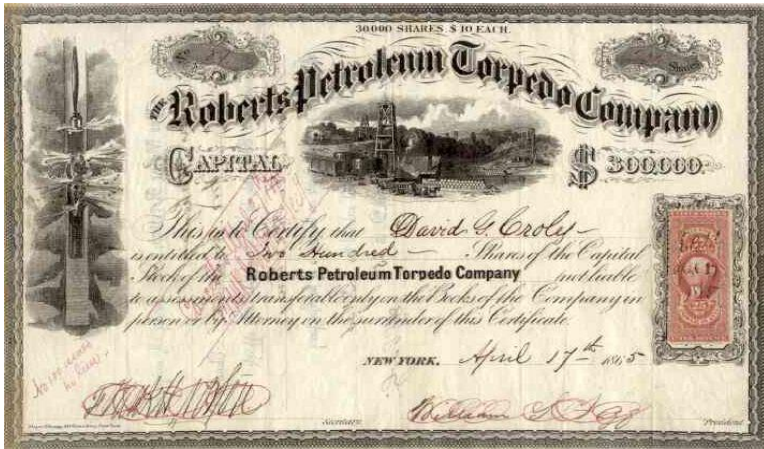 30000 SHARES $10 EACH.
No
Shares
THE Roberts Petroleum Torpedo Company
CAPITAL $300,000.
This is to Certify that David G. Croly
is entitled to Two Hundred Shares of the Capital
Stock of the Roberts Petroleum Torpedo Company not liable
to assessments transferable only on the Books of the Company in
person or by Attorney on the surrender of this Certificate.
NEW YORK, April 17th 1865
Secretary. President.